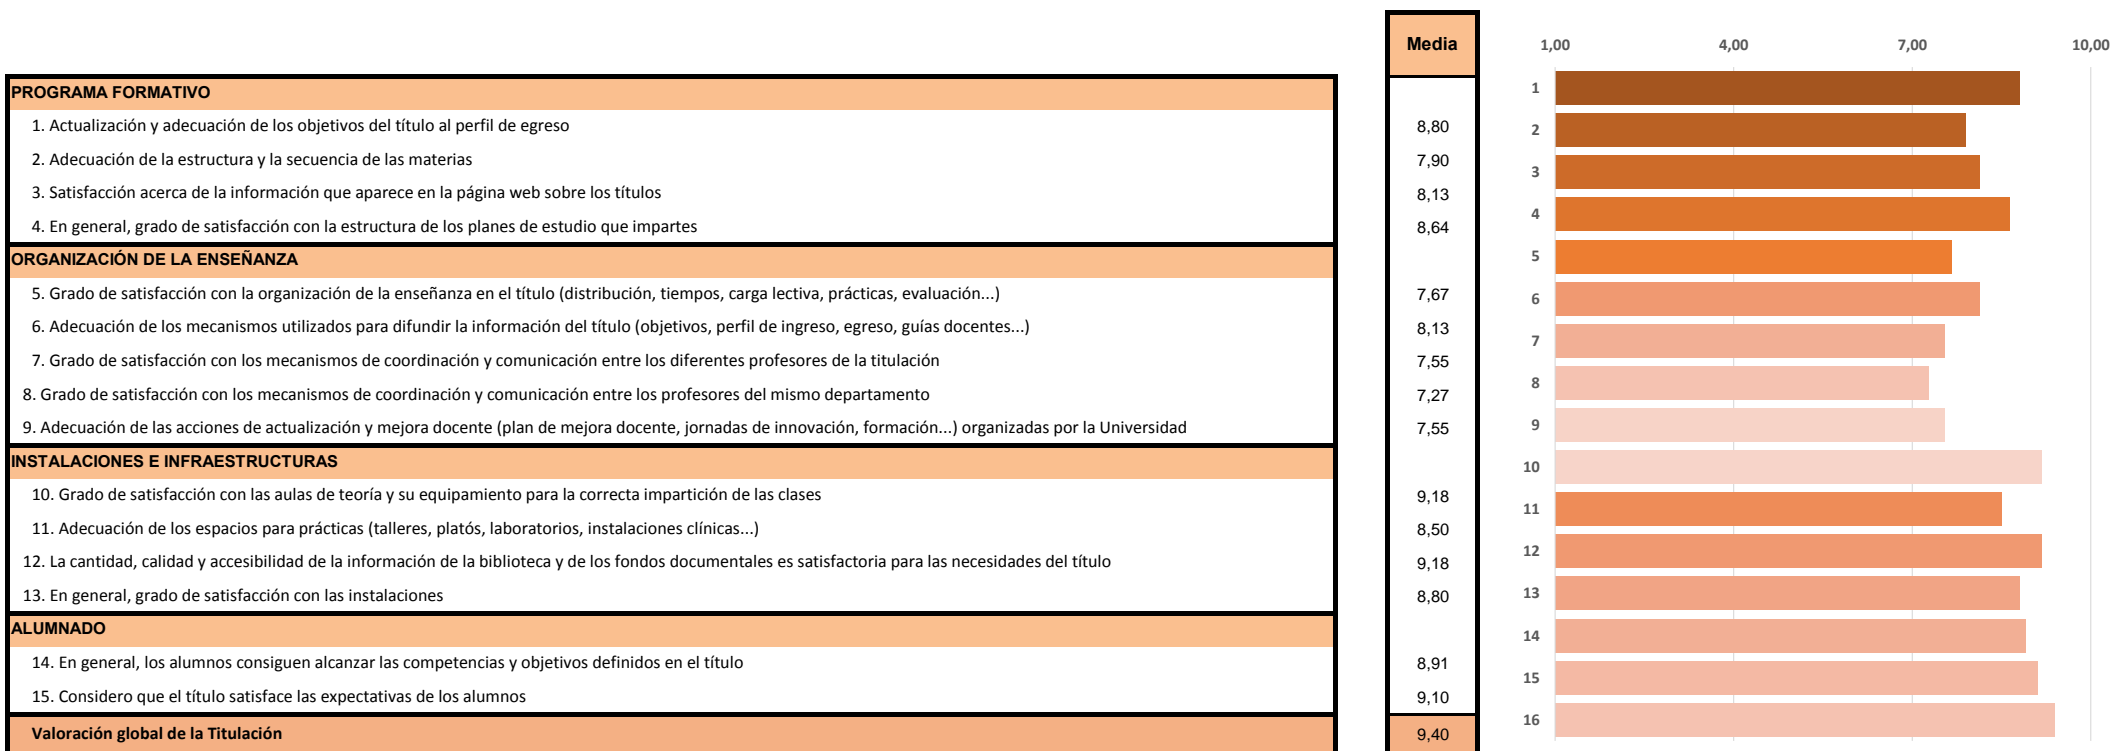 Media
1,00 4,00 7,00 10,00
PROGRAMA FORMATIVO
1. Actualización y adecuación de los objetivos del título al perfil de egreso 8,80
2. Adecuación de la estructura y la secuencia de las materias 7,90
3. Satisfacción acerca de la información que aparece en la página web sobre los títulos 8,13
4. En general, grado de satisfacción con la estructura de los planes de estudio que impartes 8,64
ORGANIZACIÓN DE LA ENSEÑANZA
5. Grado de satisfacción con la organización de la enseñanza en el título (distribución, tiempos, carga lectiva, prácticas, evaluación...) 7,67
6. Adecuación de los mecanismos utilizados para difundir la información del título (objetivos, perfil de ingreso, egreso, guías docentes...) 8,13
7. Grado de satisfacción con los mecanismos de coordinación y comunicación entre los diferentes profesores de la titulación 7,55
8. Grado de satisfacción con los mecanismos de coordinación y comunicación entre los profesores del mismo departamento 7,27
9. Adecuación de las acciones de actualización y mejora docente (plan de mejora docente, jornadas de innovación, formación...) organizadas por la Universidad 7,55
INSTALACIONES E INFRAESTRUCTURAS
10. Grado de satisfacción con las aulas de teoría y su equipamiento para la correcta impartición de las clases 9,18
11. Adecuación de los espacios para prácticas (talleres, platós, laboratorios, instalaciones clínicas...) 8,50
12. La cantidad, calidad y accesibilidad de la información de la biblioteca y de los fondos documentales es satisfactoria para las necesidades del título 9,18
13. En general, grado de satisfacción con las instalaciones 8,80
ALUMNADO
14. En general, los alumnos consiguen alcanzar las competencias y objetivos definidos en el título 8,91
15. Considero que el título satisface las expectativas de los alumnos 9,10
Valoración global de la Titulación 9,40
1
2
3
4
5
6
7
8
9
10
11
12
13
14
15
16